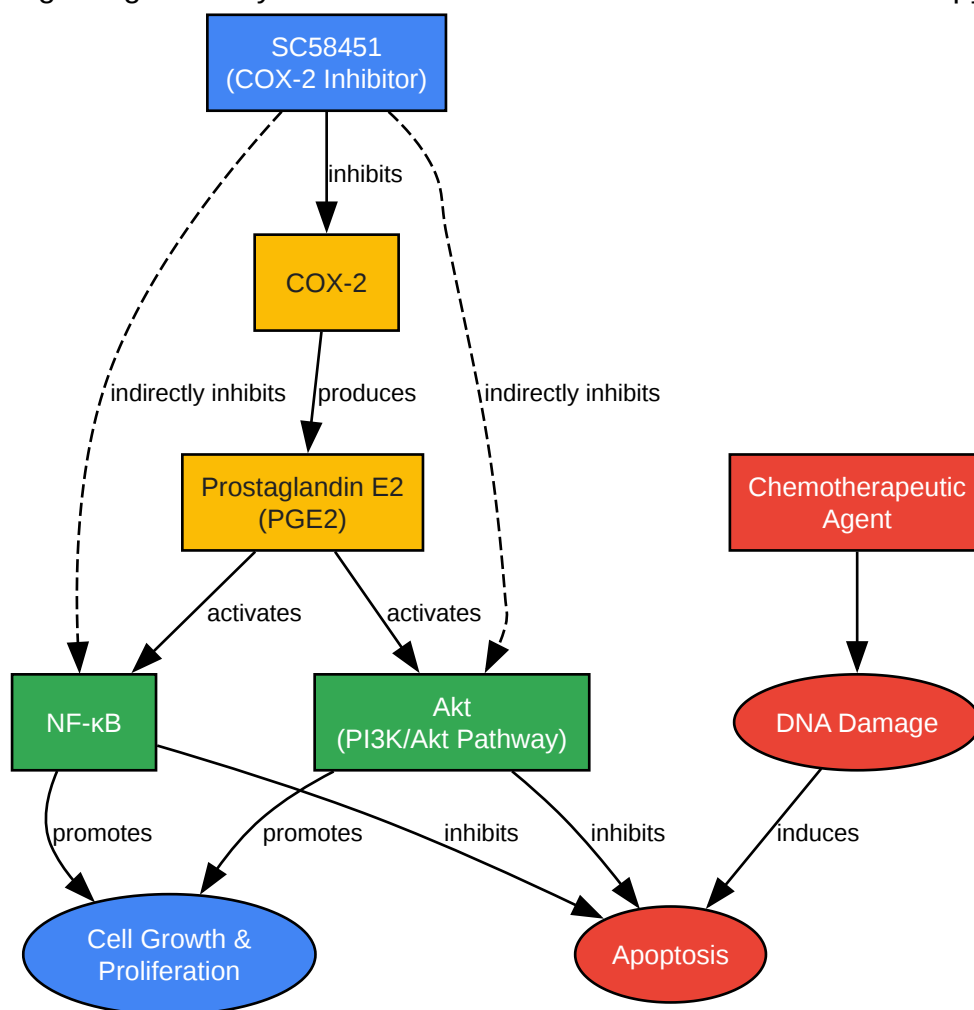 SC58451
(COX-2 Inhibitor)
inhibits
COX-2
indirectly inhibits
produces
indirectly inhibits
Prostaglandin E2
(PGE2)
Chemotherapeutic
Agent
activates
activates
NF-κB
Akt
(PI3K/Akt Pathway)
DNA Damage
promotes
promotes
inhibits
inhibits
induces
Cell Growth &
Proliferation
Apoptosis